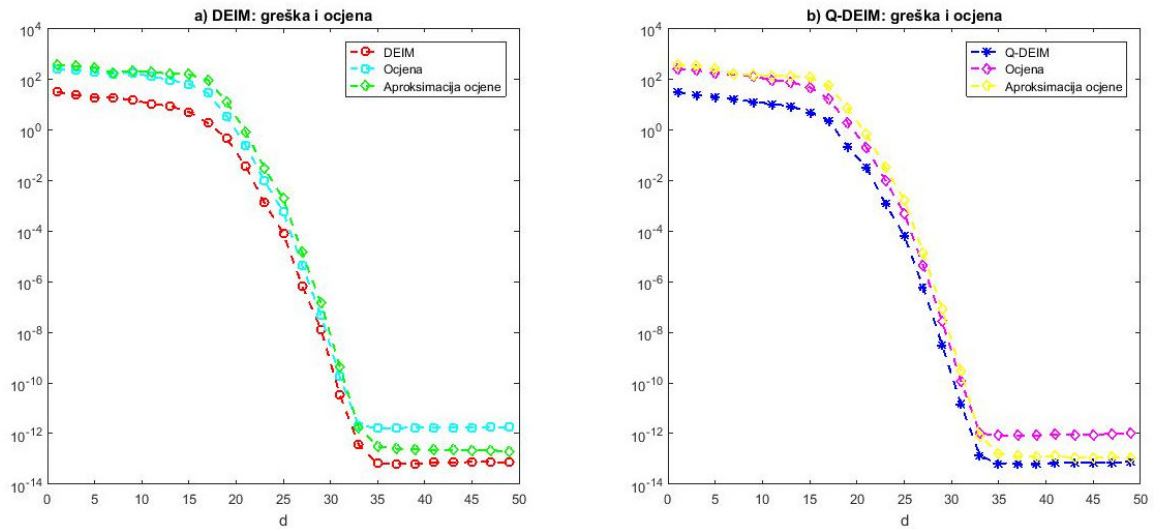 a) DEIM: greška i ocjena
10^4
10^2
10^0
10^-2
10^-4
10^-6
10^-8
10^-10
10^-12
10^-14
DEIM
Ocjena
Aproksimacija ocjene
0 5 10 15 20 25 30 35 40 45 50
d
b) Q-DEIM: greška i ocjena
10^4
10^2
10^0
10^-2
10^-4
10^-6
10^-8
10^-10
10^-12
10^-14
Q-DEIM
Ocjena
Aproksimacija ocjene
0 5 10 15 20 25 30 35 40 45 50
d